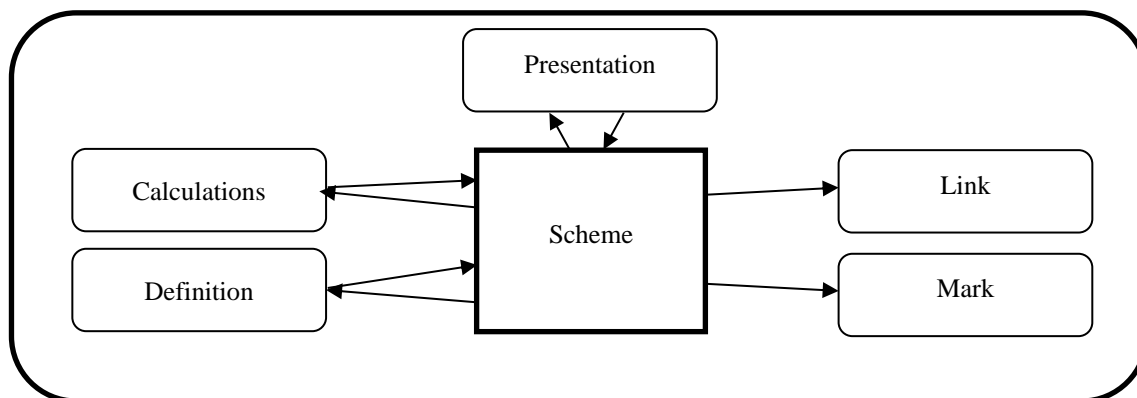 Presentation
Calculations
Link
Scheme
Definition
Mark